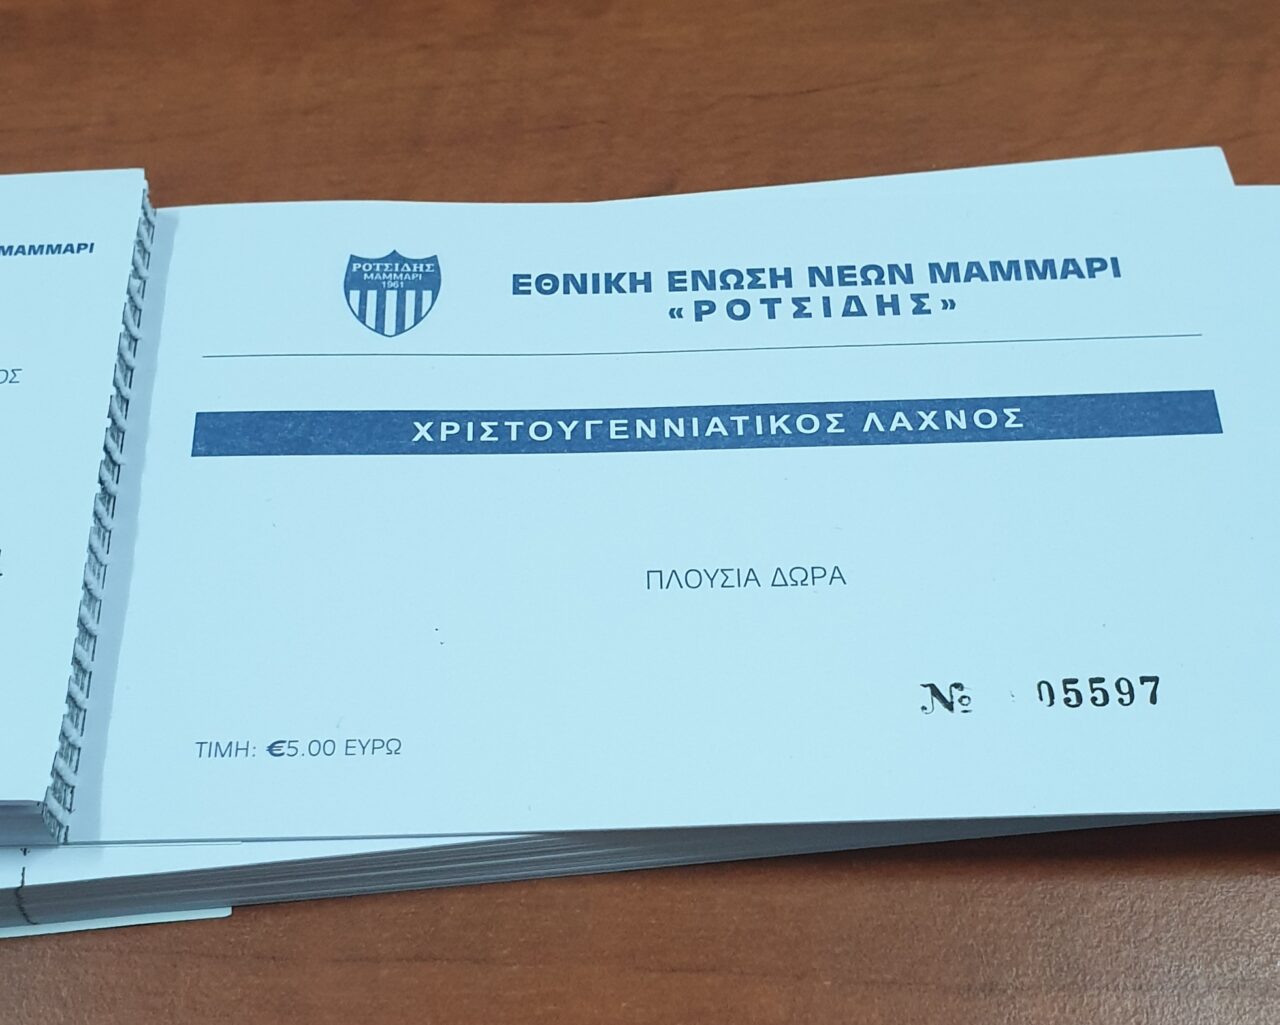 ΜΑΜΜΑΡΙ
ΟΣ
ΡΟΤΣΙΔΗΣ
ΜΑΜΜΑΡΙ
1961
ΕΘΝΙΚΗ ΕΝΩΣΗ ΝΕΩΝ ΜΑΜΜΑΡΙ
«ΡΟΤΣΙΔΗΣ»
ΧΡΙΣΤΟΥΓΕΝΝΙΑΤΙΚΟΣ ΛΑΧΝΟΣ
ΠΛΟΥΣΙΑ ΔΩΡΑ
№ 05597
ΤΙΜΗ: €5.00 ΕΥΡΩ